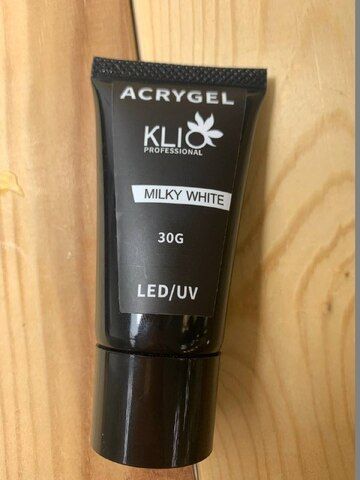 ACRYGEL
KLIO
PROFESSIONAL
MILKY WHITE
30G
LED/UV